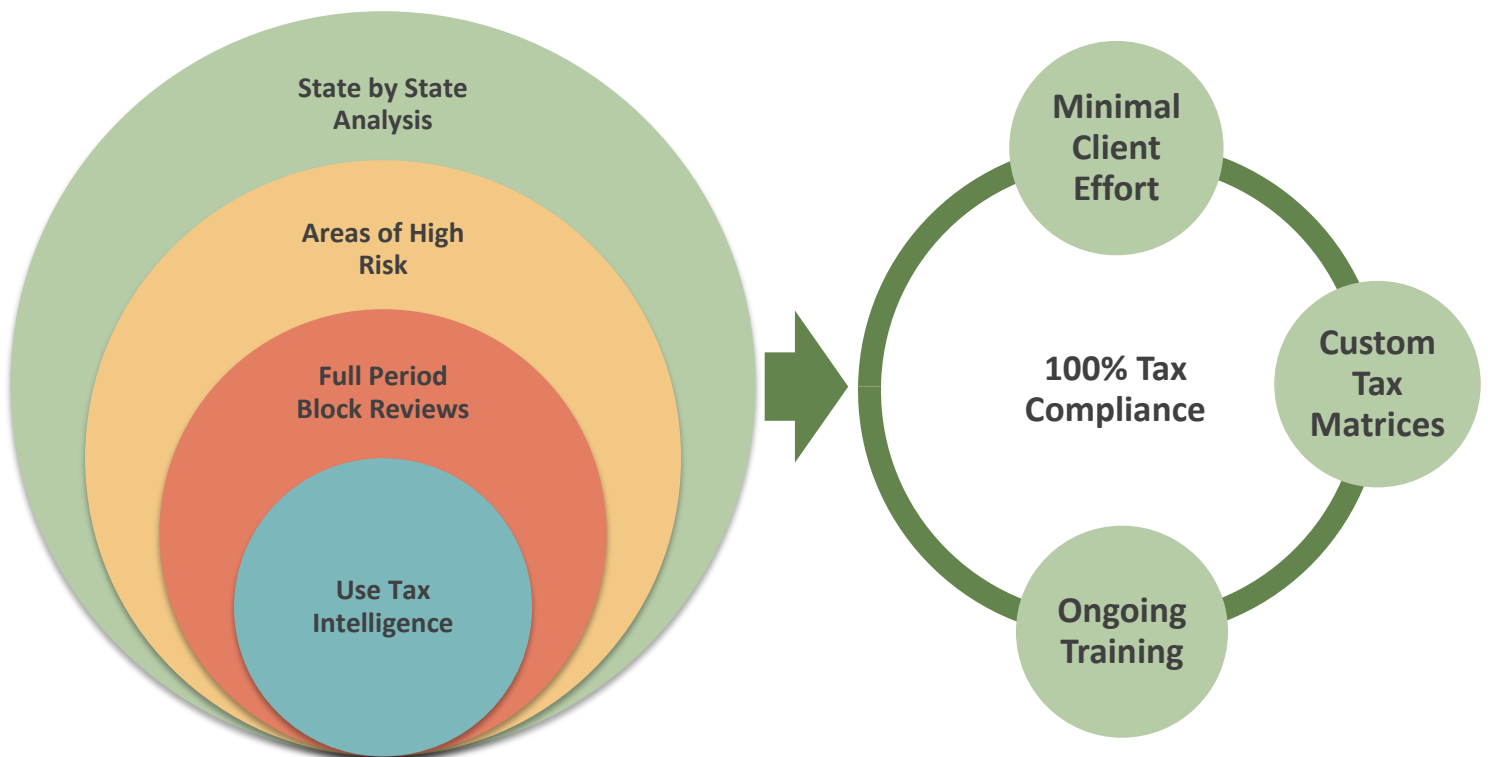 State by State
Analysis
Areas of High
Risk
Full Period
Block Reviews
Use Tax
Intelligence
Minimal
Client
Effort
100% Tax
Compliance
Custom
Tax
Matrices
Ongoing
Training